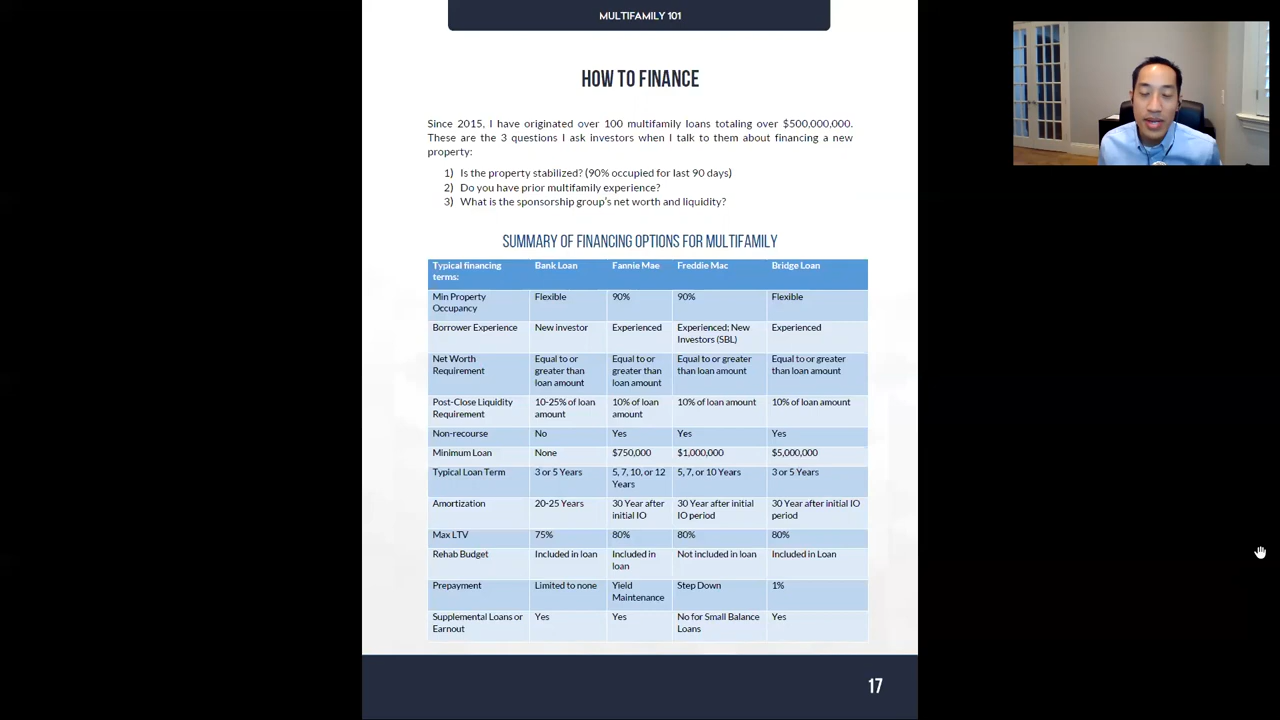 MULTIFAMILY 101
HOW TO FINANCE
Since 2015, I have originated over 100 multifamily loans totaling over $500,000,000.
These are the 3 questions I ask investors when I talk to them about financing a new
property:
1) Is the property stabilized? (90% occupied for last 90 days)
2) Do you have prior multifamily experience?
3) What is the sponsorship group's net worth and liquidity?
SUMMARY OF FINANCING OPTIONS FOR MULTIFAMILY
Typical financing terms: Bank Loan Fannie Mae Freddie Mac Bridge Loan
Min Property Occupancy Flexible 90% 90% Flexible
Borrower Experience New investor Experienced Experienced; New Investors (SBL) Experienced
Net Worth Requirement Equal to or greater than loan amount Equal to or greater than loan amount Equal to or greater than loan amount Equal to or greater than loan amount
Post-Close Liquidity Requirement 10-25% of loan amount 10% of loan amount 10% of loan amount 10% of loan amount
Non-recourse No Yes Yes Yes
Minimum Loan None $750,000 $1,000,000 $5,000,000
Typical Loan Term 3 or 5 Years 5, 7, 10, or 12 Years 5, 7, or 10 Years 3 or 5 Years
Amortization 20-25 Years 30 Year after initial IO 30 Year after initial IO period 30 Year after initial IO period
Max LTV 75% 80% 80% 80%
Rehab Budget Included in loan Included in loan Not included in loan Included in Loan
Prepayment Limited to none Yield Maintenance Step Down 1%
Supplemental Loans or Earnout Yes Yes No for Small Balance Loans Yes
17